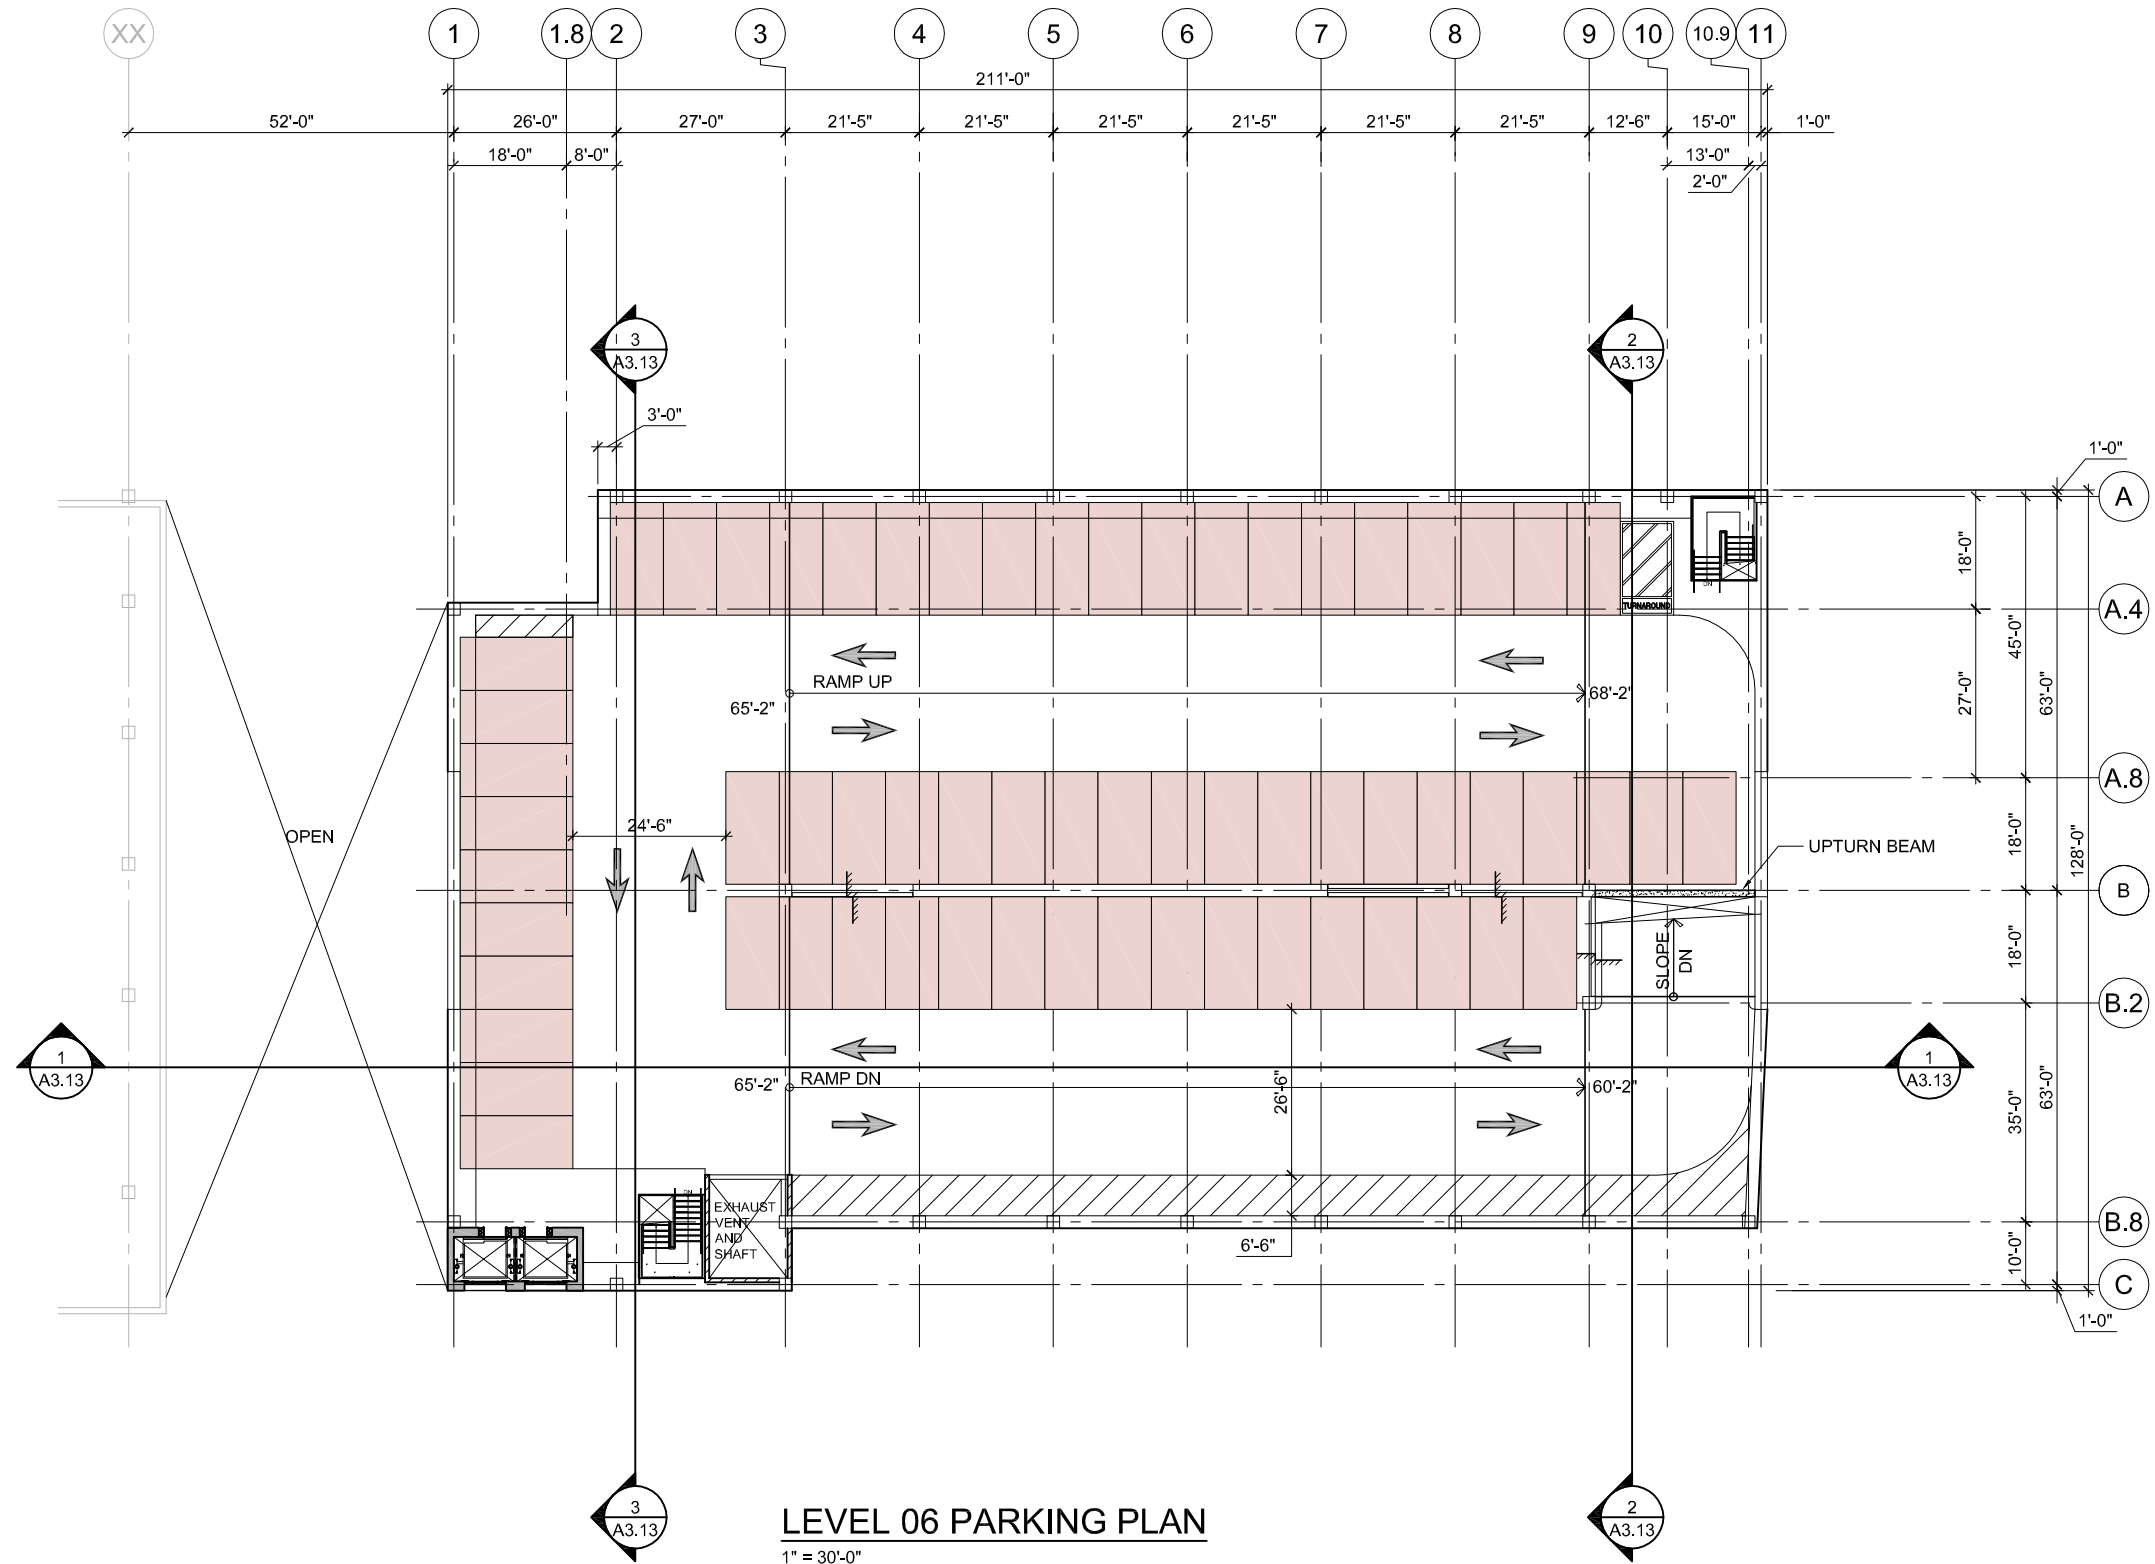 XX
1
1.8
2
3
4
5
6
7
8
9
10
10.9
11
211'-0"
52'-0"
26'-0"
27'-0"
21'-5"
21'-5"
21'-5"
21'-5"
21'-5"
21'-5"
12'-6"
15'-0"
1'-0"
18'-0"
8'-0"
13'-0"
2'-0"
3
A3.13
2
A3.13
3'-0"
1'-0"
A
18'-0"
DN
TURNAROUND
A.4
45'-0"
RAMP UP
65'-2"
68'-2"
27'-0"
63'-0"
A.8
24'-6"
OPEN
UPTURN BEAM
18'-0"
128'-0"
B
SLOPE
DN
18'-0"
B.2
1
A3.13
65'-2"
RAMP DN
60'-2"
26'-6"
1
A3.13
35'-0"
63'-0"
DN
EXHAUST
VENT
AND
SHAFT
6'-6"
B.8
10'-0"
C
1'-0"
3
A3.13
2
A3.13
LEVEL 06 PARKING PLAN
1" = 30'-0"